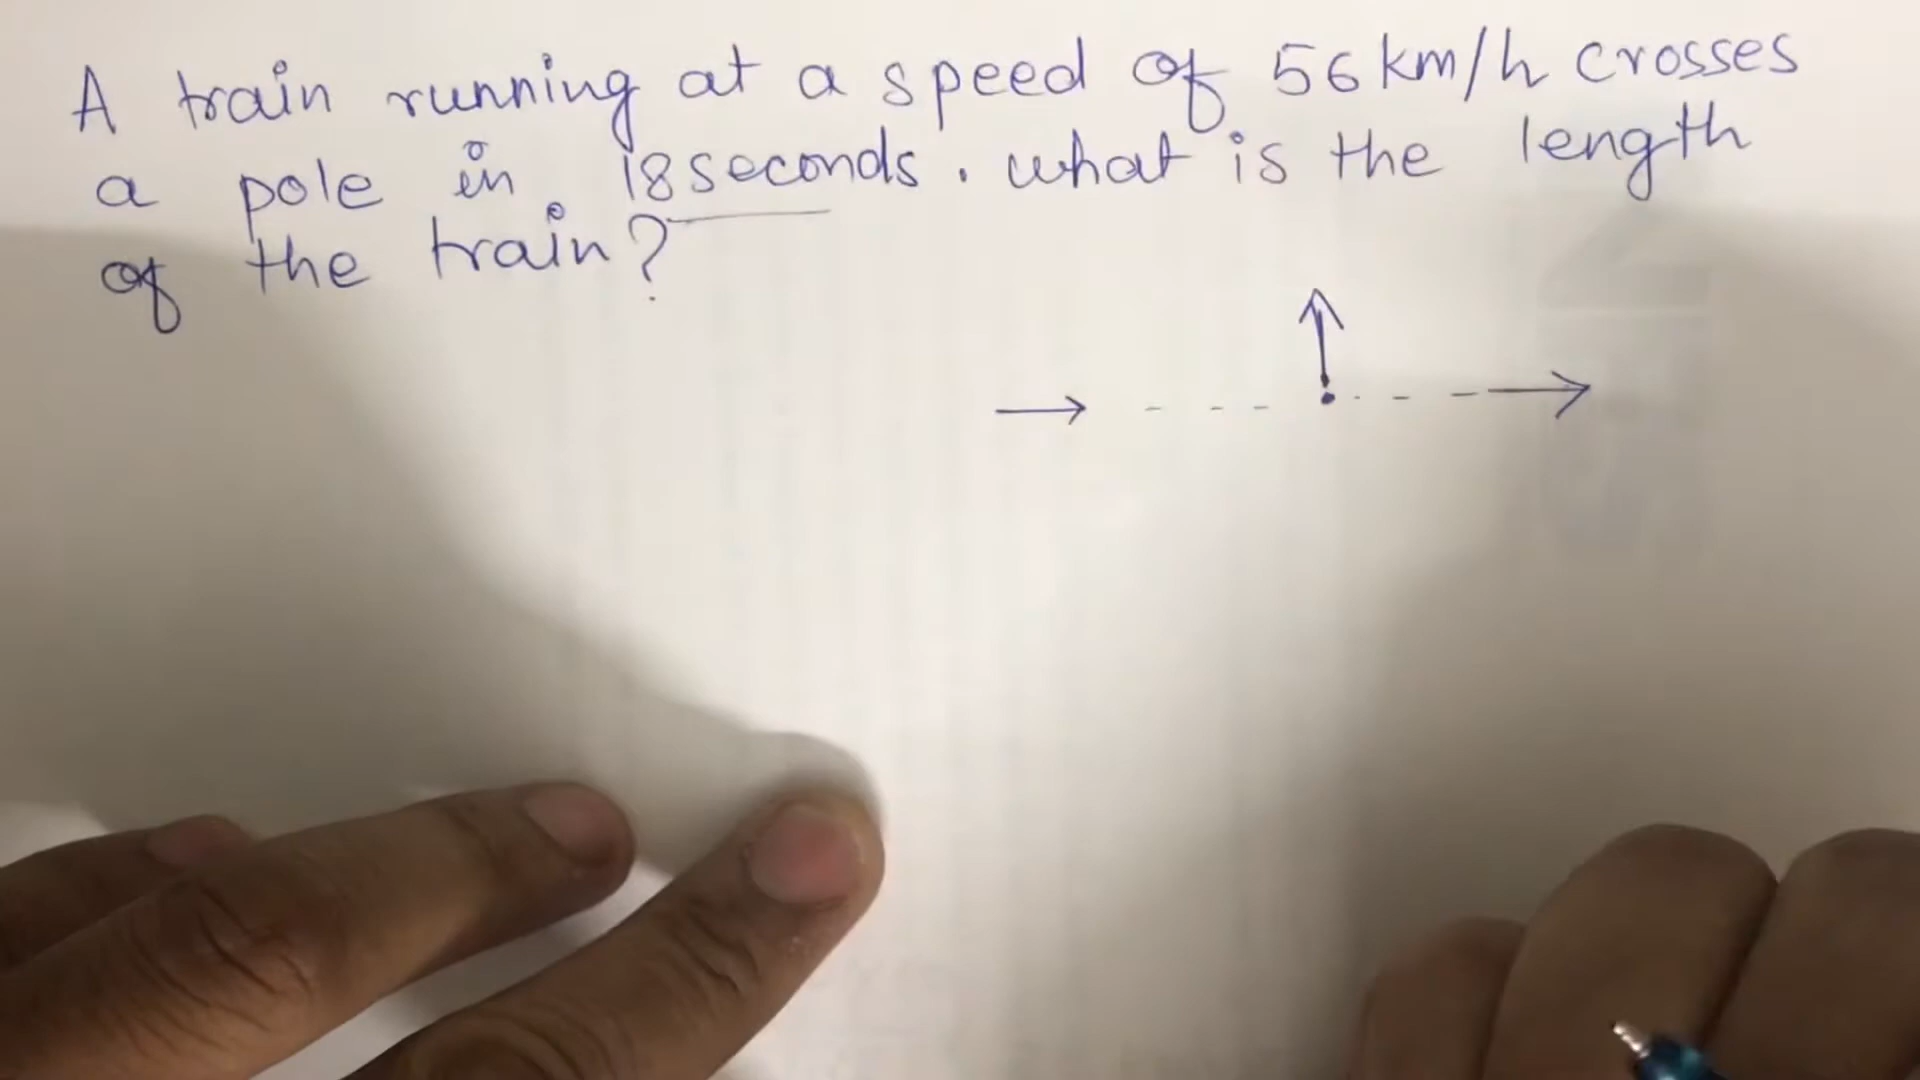 A train running at a speed of 56 km/h crosses
a pole in 18 seconds. what is the length
of the train?